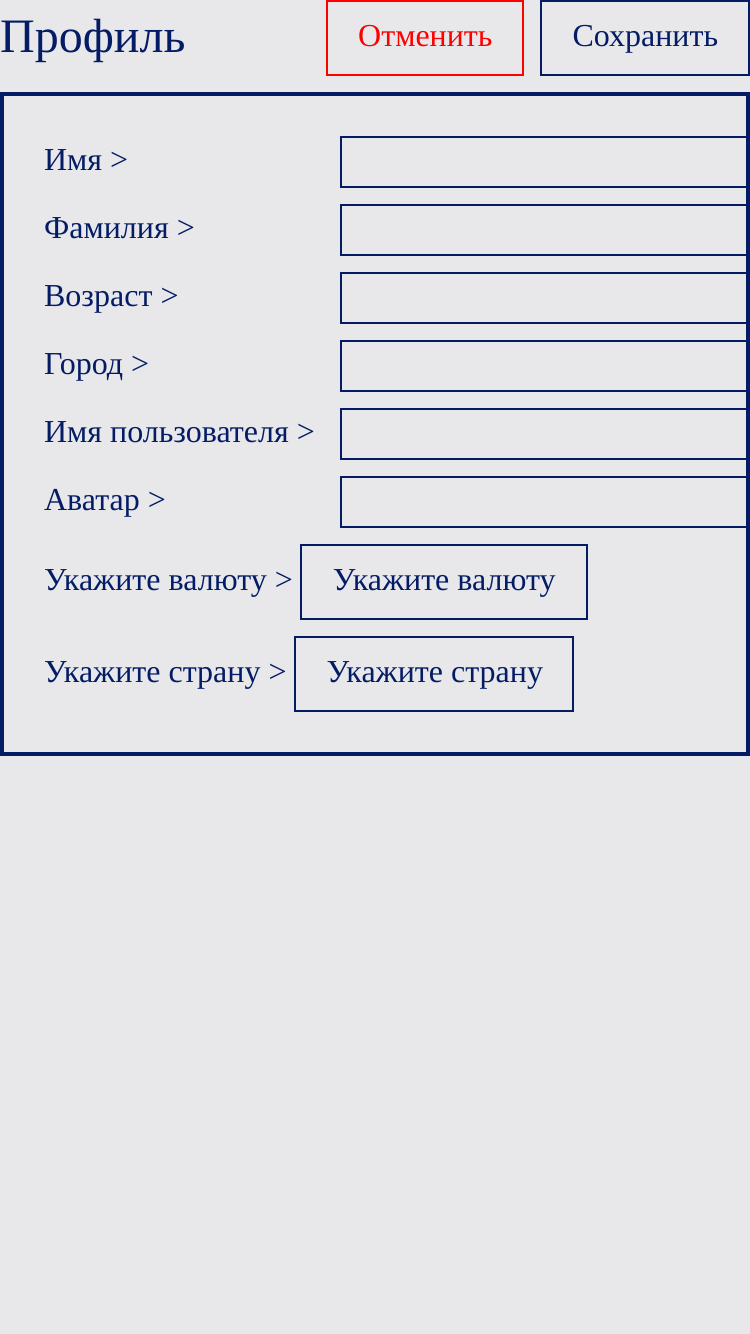 Профиль Отменить Сохранить
Имя >
Фамилия >
Возраст >
Город >
Имя пользователя >
Аватар >
Укажите валюту > Укажите валюту
Укажите страну > Укажите страну